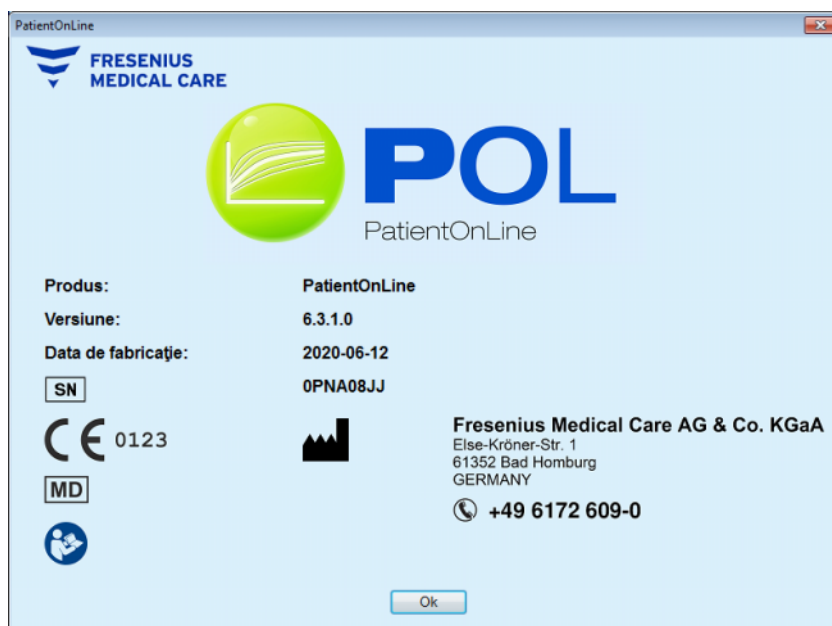 PatientOnLine
FRESENIUS
MEDICAL CARE
POL
PatientOnLine
Produs: PatientOnLine
Versiune: 6.3.1.0
Data de fabricaţie: 2020-06-12
SN 0PNA08JJ
CE 0123
MD
Fresenius Medical Care AG & Co. KGaA
Else-Kröner-Str. 1
61352 Bad Homburg
GERMANY
+49 6172 609-0
Ok